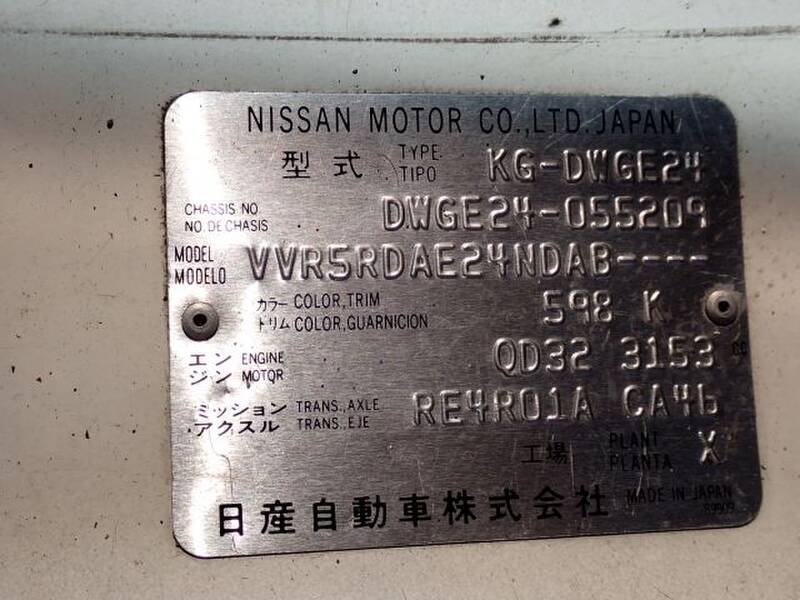 NISSAN MOTOR CO.,LTD.JAPAN
型式 TYPE TIPO KG-DWGE24
CHASSIS NO
NO.DE CHASIS DWGE24-055209
MODEL
MODELO VVR5RDAE24NDAB----
カラー COLOR,TRIM
トリム COLOR,GUARNICION 598 K
エンジン ENGINE MOTOR QD32 3153 cc
ミッション TRANS.,AXLE
アクスル TRANS.,EJE RE4R01A CA46
工場 PLANT PLANTA X
日産自動車株式会社 MADE IN JAPAN